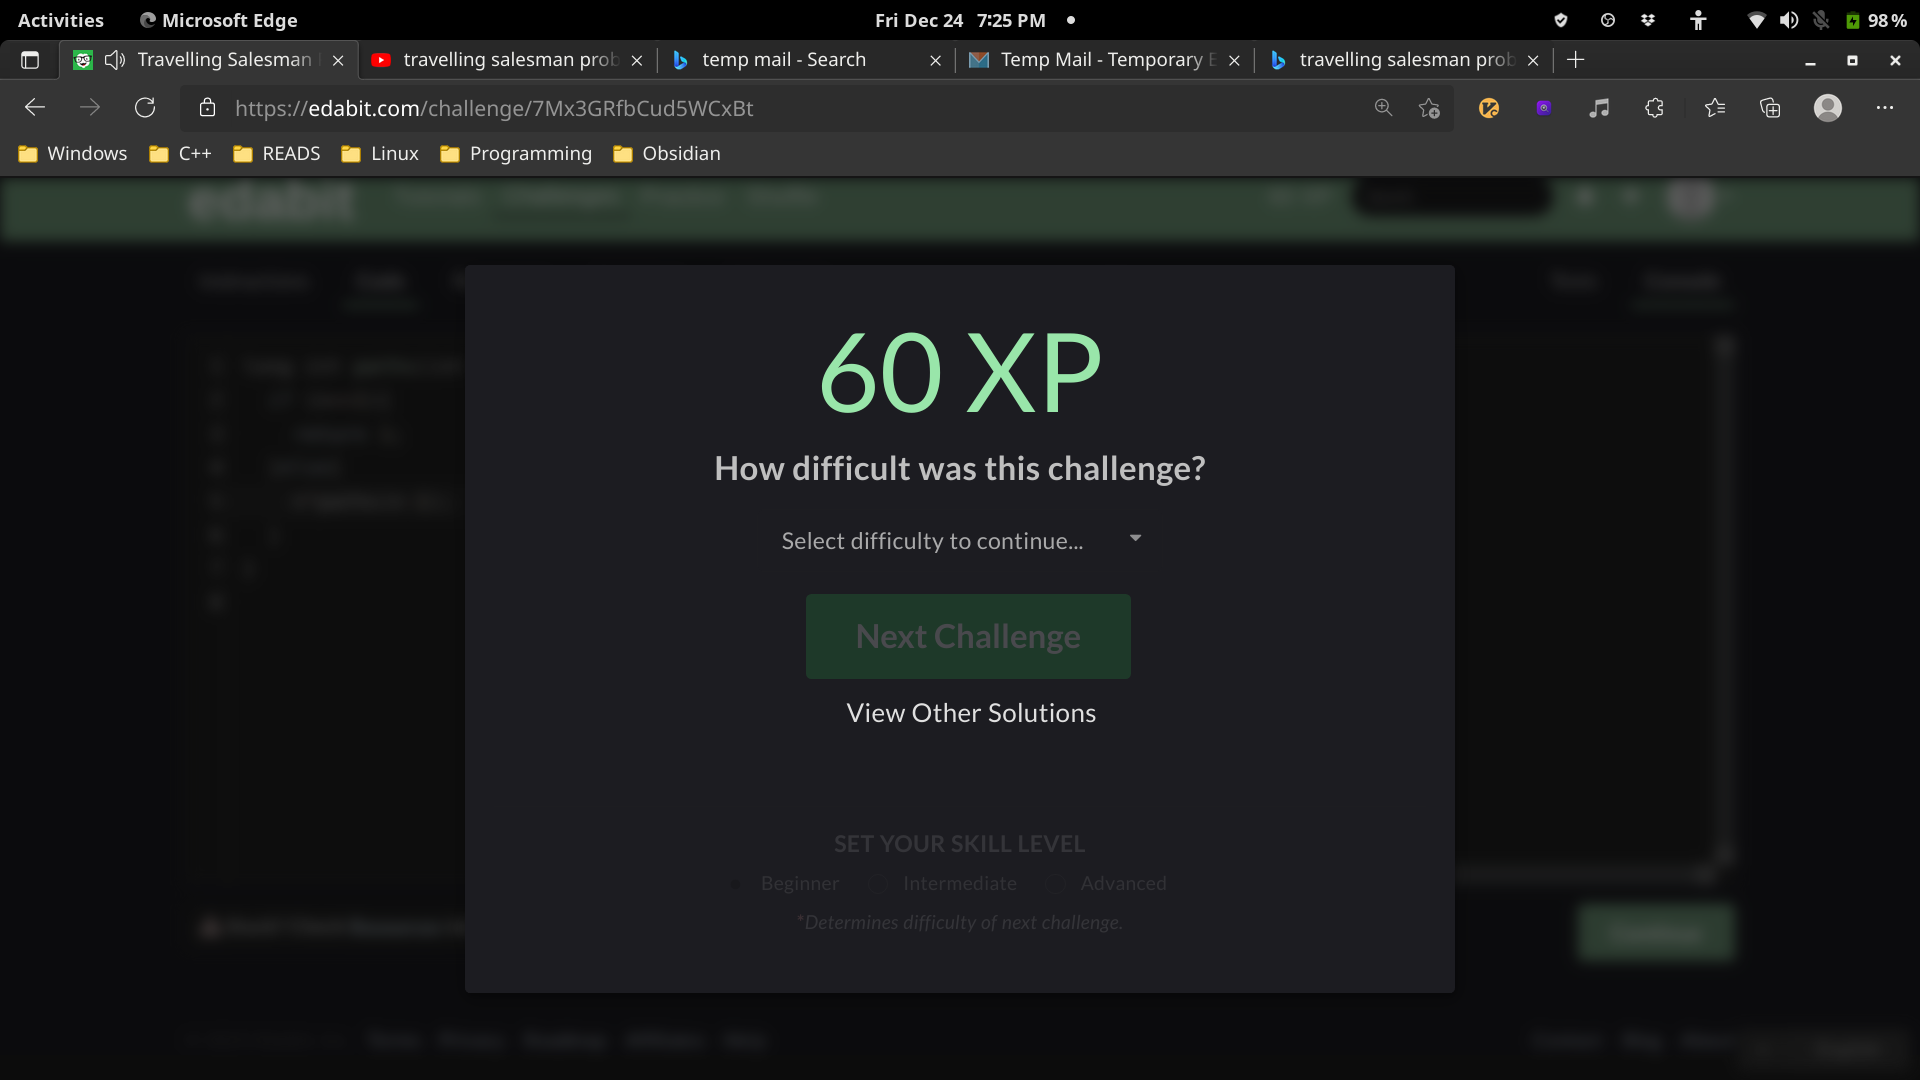 Activities
Microsoft Edge
Fri Dec 24 7:25 PM
98 %
Travelling Salesman
travelling salesman prob
temp mail - Search
Temp Mail - Temporary E
travelling salesman prob
https://edabit.com/challenge/7Mx3GRfbCud5WCxBt
Windows
C++
READS
Linux
Programming
Obsidian
edabit
60 XP
How difficult was this challenge?
Select difficulty to continue...
Next Challenge
View Other Solutions
SET YOUR SKILL LEVEL
Beginner
Intermediate
Advanced
*Determines difficulty of next challenge.